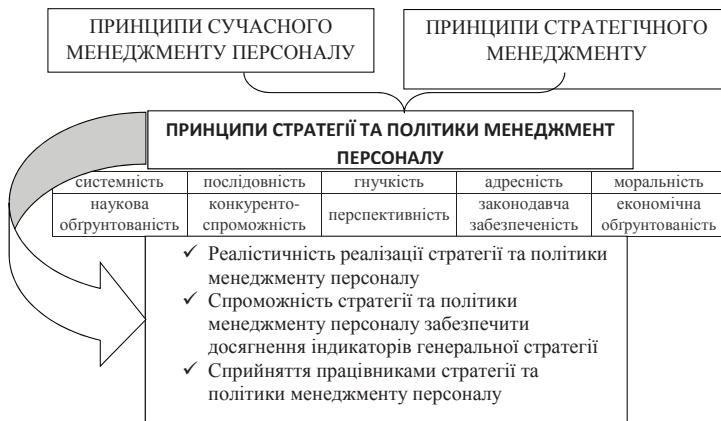 ПРИНЦИПИ СУЧАСНОГО
МЕНЕДЖМЕНТУ ПЕРСОНАЛУ
ПРИНЦИПИ СТРАТЕГІЧНОГО
МЕНЕДЖМЕНТУ
ПРИНЦИПИ СТРАТЕГІЇ ТА ПОЛІТИКИ МЕНЕДЖМЕНТ
ПЕРСОНАЛУ
системність послідовність гнучкість адресність моральність
наукова обґрунтованість конкуренто-спроможність перспективність законодавча забезпеченість економічна обґрунтованість
✓ Реалістичність реалізації стратегії та політики
менеджменту персоналу
✓ Спроможність стратегії та політики
менеджменту персоналу забезпечити
досягнення індикаторів генеральної стратегії
✓ Сприйняття працівниками стратегії та
політики менеджменту персоналу